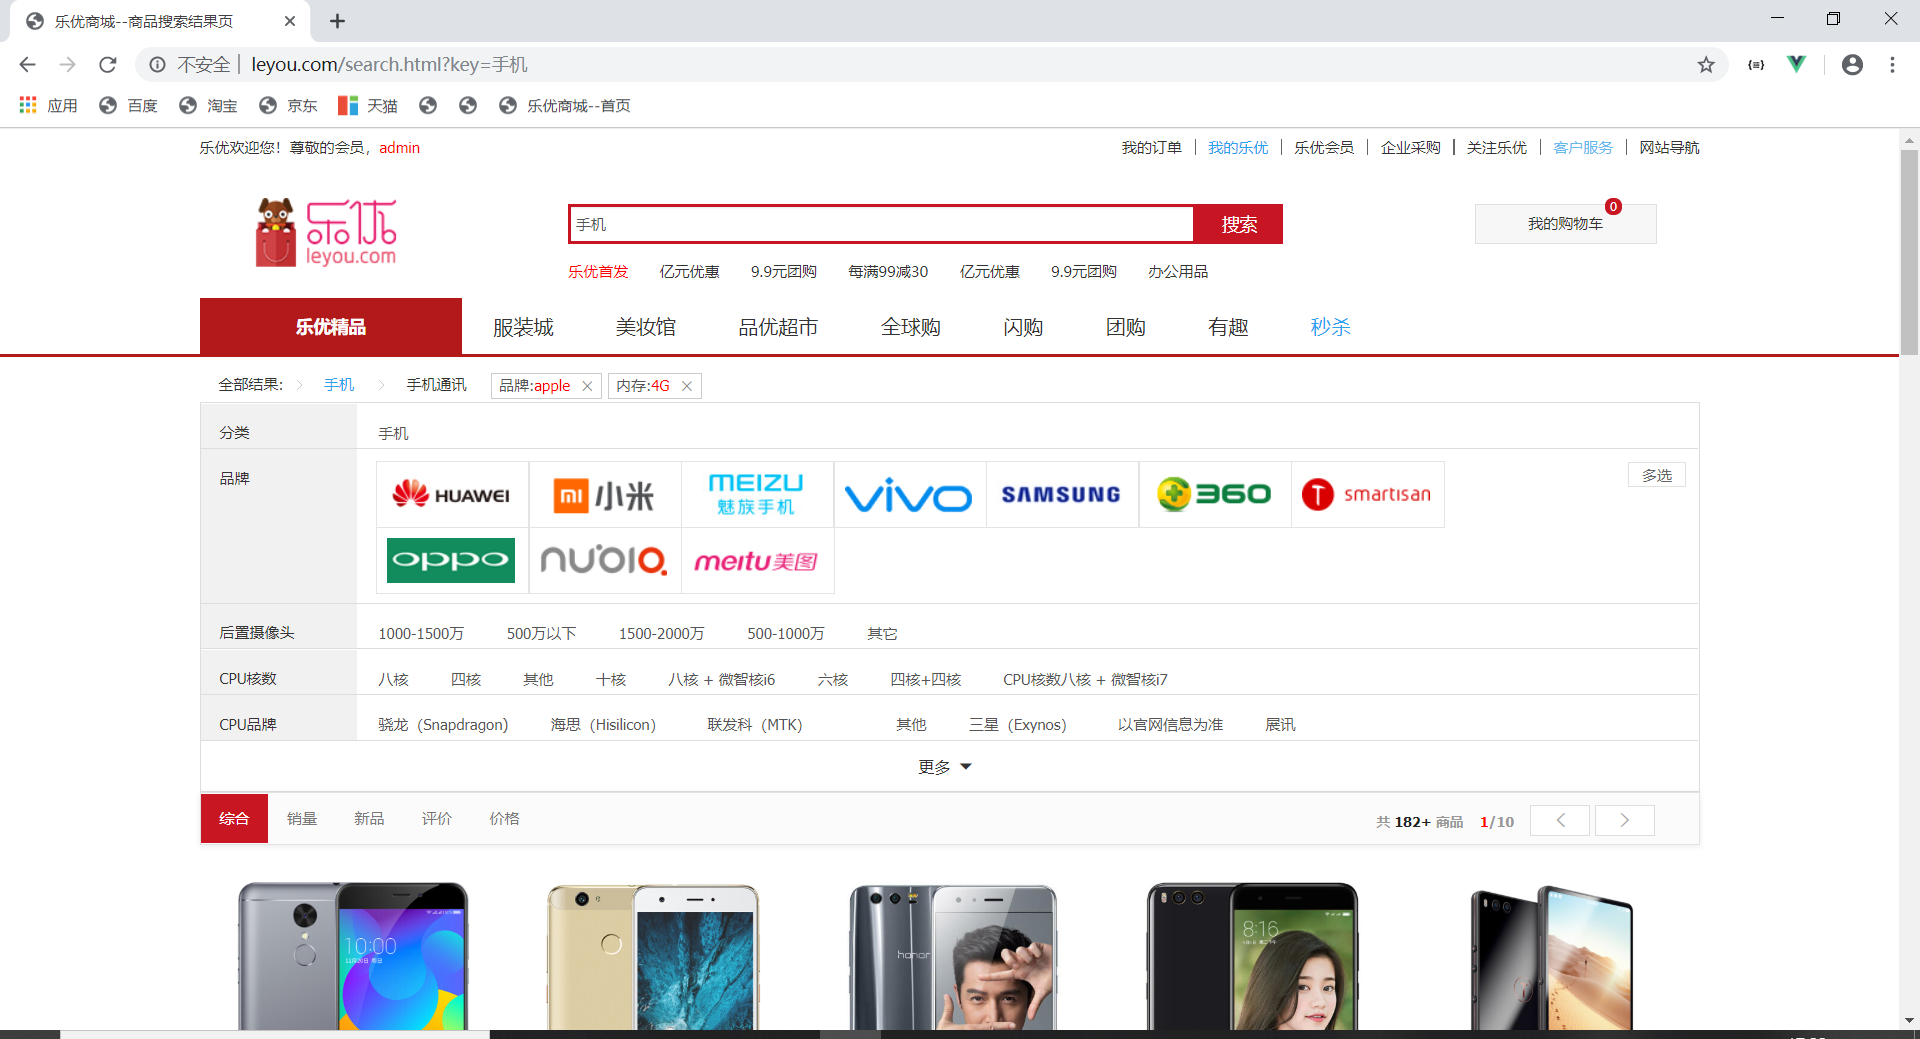 乐优商城--商品搜索结果页
不安全 | leyou.com/search.html?key=手机
应用 百度 淘宝 京东 天猫 乐优商城--首页
乐优欢迎您！尊敬的会员，admin
我的订单 我的乐优 乐优会员 企业采购 关注乐优 客户服务 网站导航
乐优 leyou.com
手机 搜索
我的购物车 0
乐优首发 亿元优惠 9.9元团购 每满99减30 亿元优惠 9.9元团购 办公用品
乐优精品 服装城 美妆馆 品优超市 全球购 闪购 团购 有趣 秒杀
全部结果: 手机 手机通讯 品牌:apple 内存:4G
分类 手机
品牌 HUAWEI mi小米 MEIZU 魅族手机 vivo SAMSUNG 360 T smartisan 多选
oppo nubia meitu美图
后置摄像头 1000-1500万 500万以下 1500-2000万 500-1000万 其它
CPU核数 八核 四核 其他 十核 八核 + 微智核i6 六核 四核+四核 CPU核数八核 + 微智核i7
CPU品牌 骁龙（Snapdragon) 海思（Hisilicon） 联发科（MTK） 其他 三星（Exynos） 以官网信息为准 展讯
更多
综合 销量 新品 评价 价格
共 182+ 商品 1/10
10:00
honor
8:16